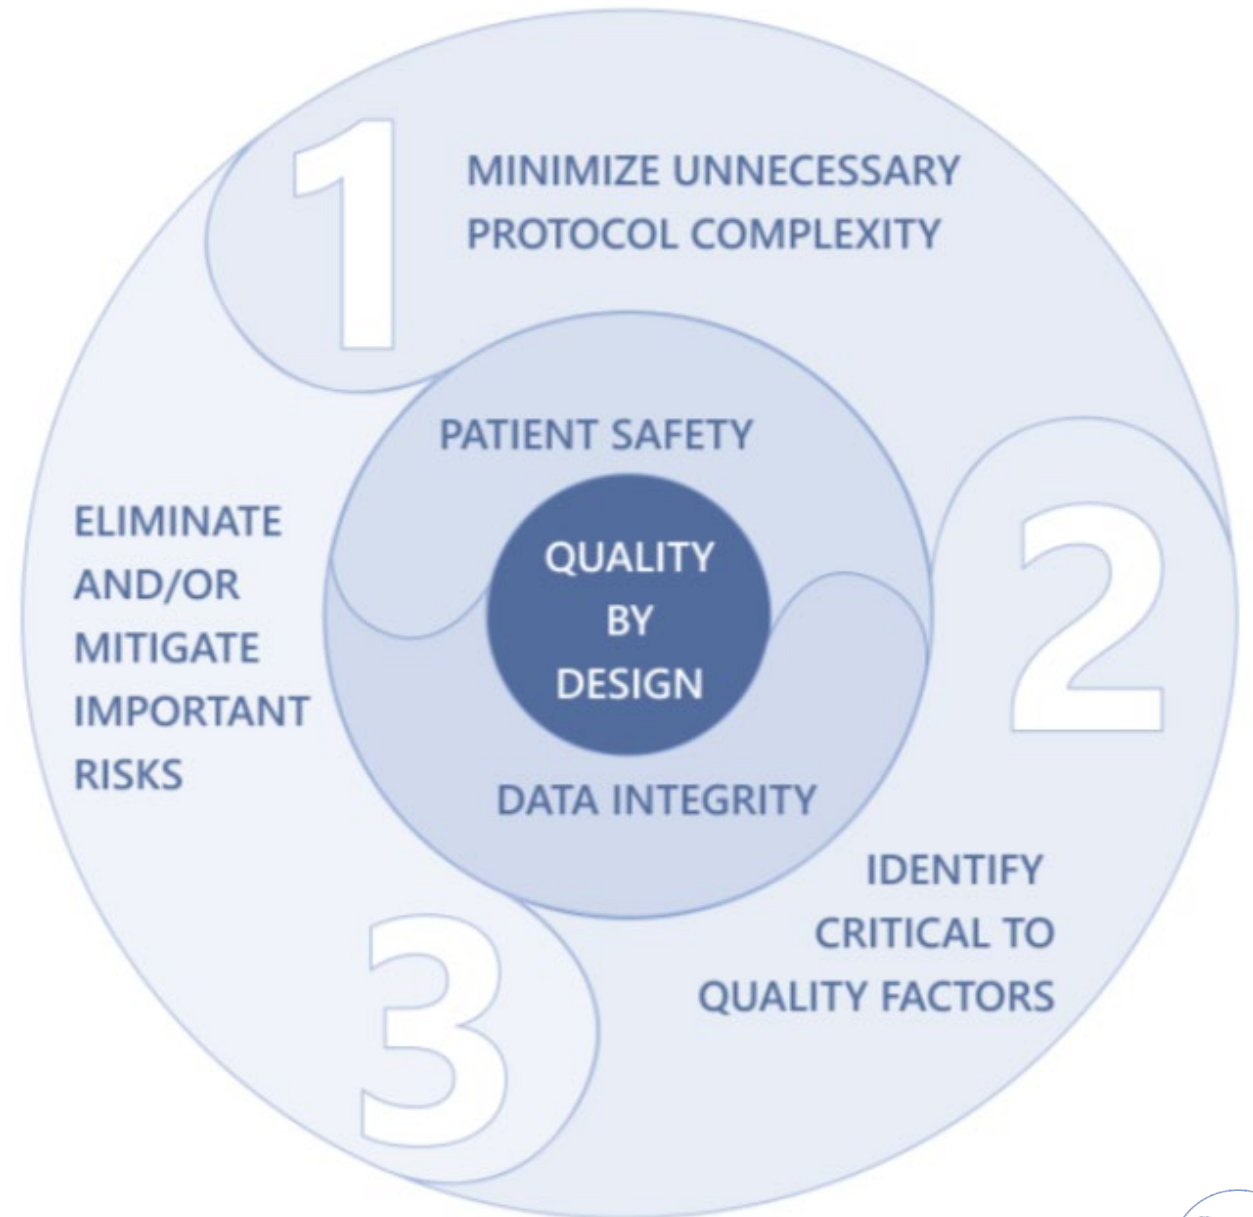 1
MINIMIZE UNNECESSARY
PROTOCOL COMPLEXITY
PATIENT SAFETY
QUALITY
BY
DESIGN
DATA INTEGRITY
2
IDENTIFY
CRITICAL TO
QUALITY FACTORS
3
ELIMINATE
AND/OR
MITIGATE
IMPORTANT
RISKS